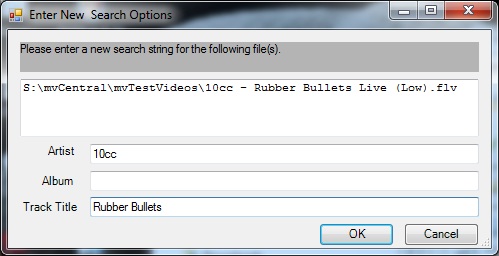 Enter New  Search Options
Please enter a new search string for the following file(s).
S:\mvCentral\mvTestVideos\10cc - Rubber Bullets Live (Low).flv
Artist 10cc
Album
Track Title Rubber Bullets
OK Cancel